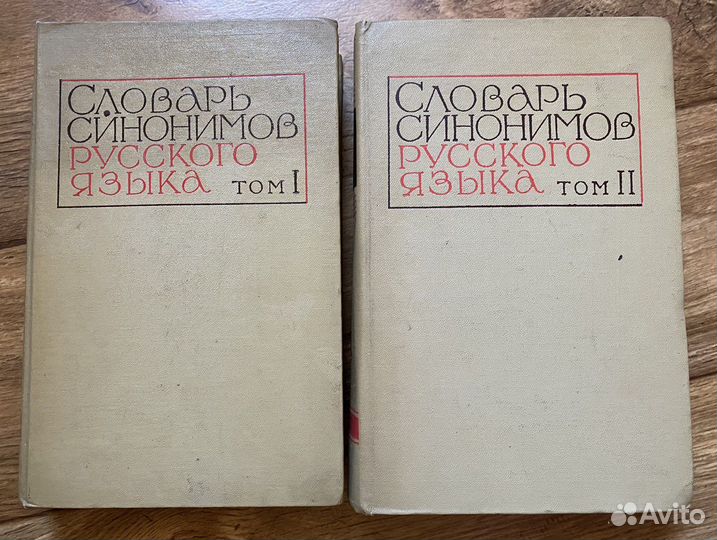 Словарь
синонимов
русского
языка том I
Словарь
синонимов
русского
языка том II
Avito